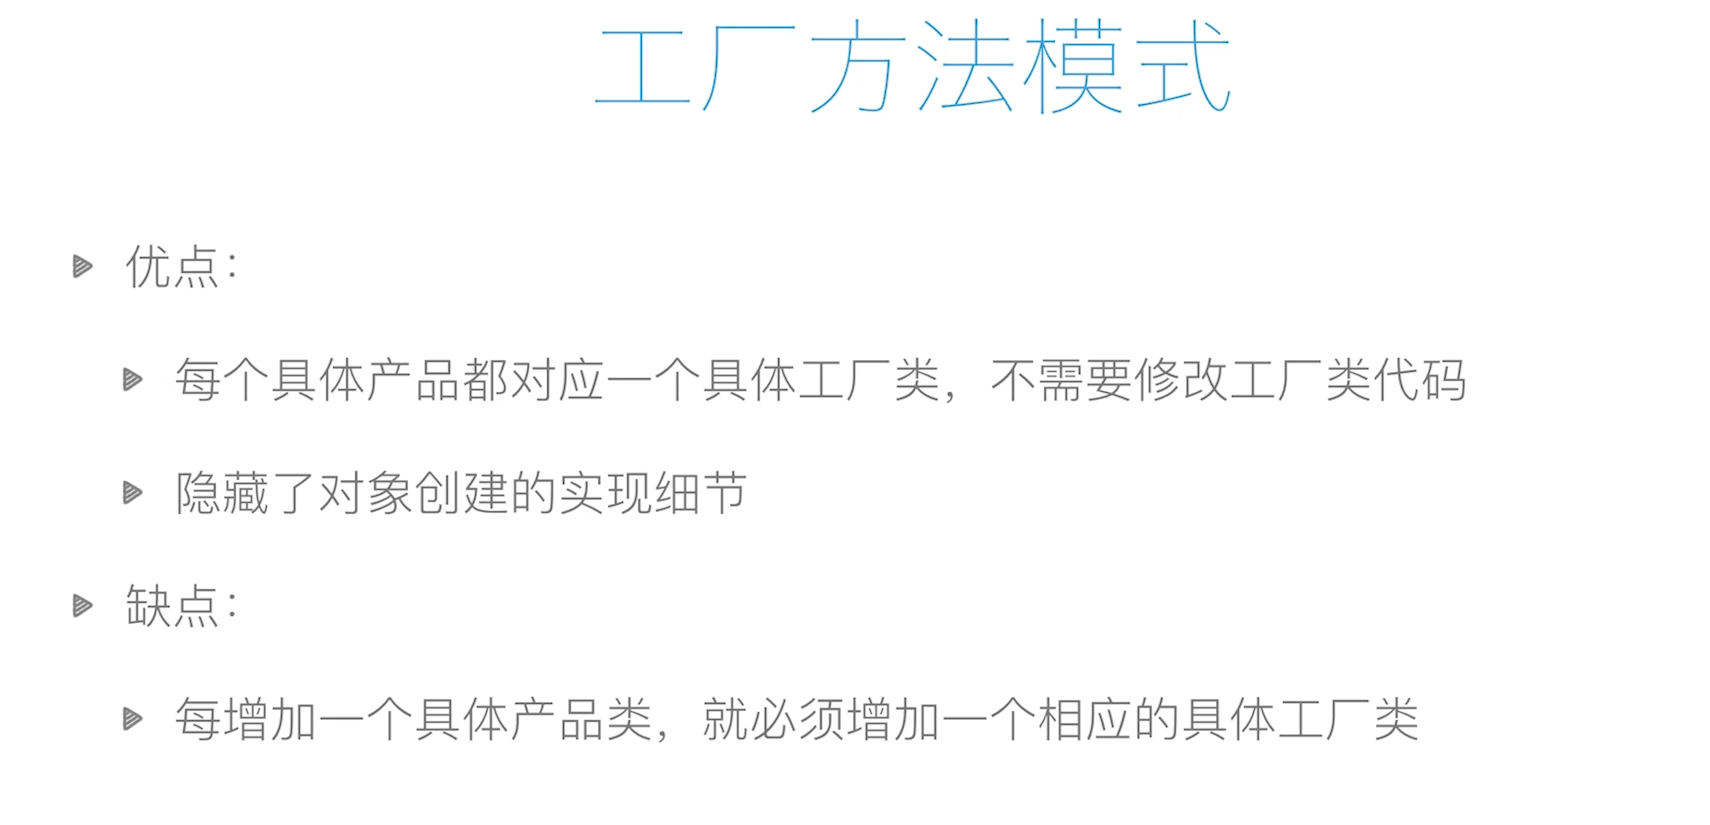 工厂方法模式
优点：
每个具体产品都对应一个具体工厂类，不需要修改工厂类代码
隐藏了对象创建的实现细节
缺点：
每增加一个具体产品类，就必须增加一个相应的具体工厂类